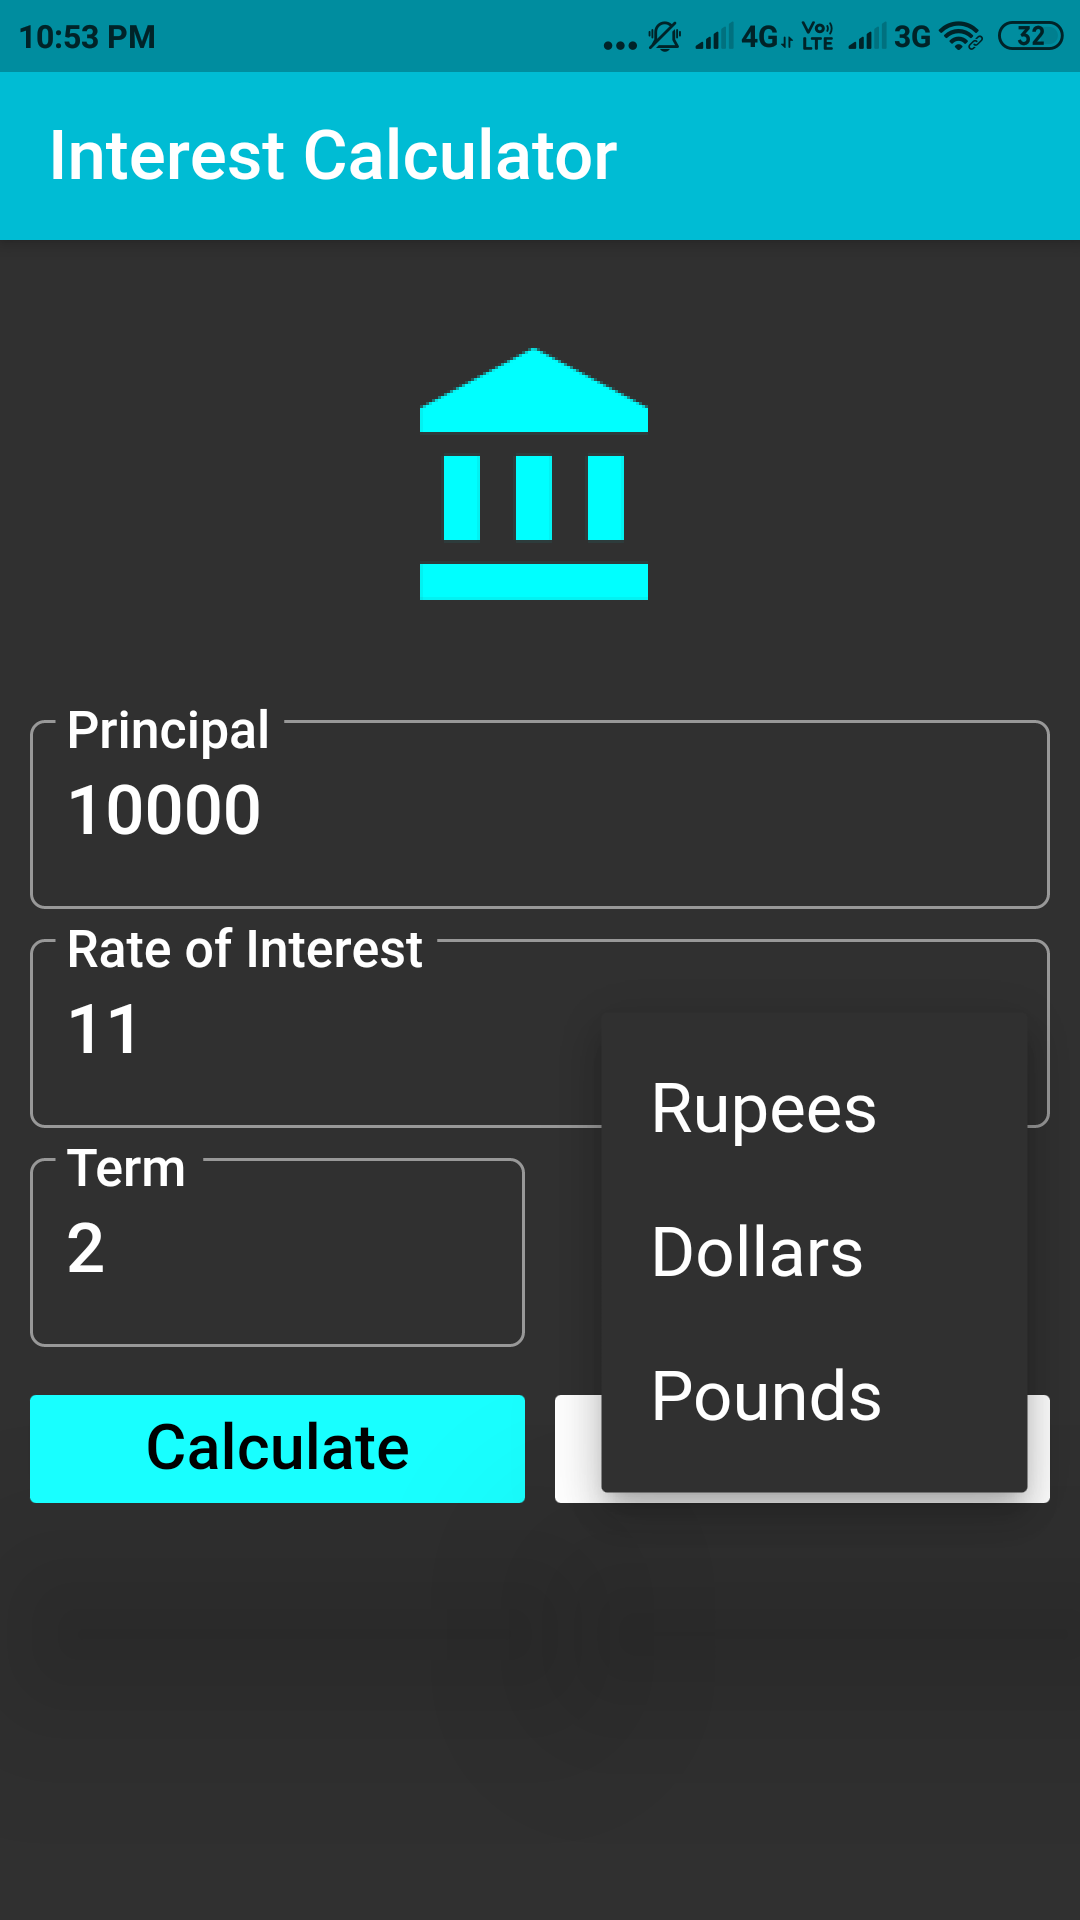 10:53 PM ... 4G Vo)) LTE 3G 32
Interest Calculator
Principal
10000
Rate of Interest
11
Rupees
Term
2
Dollars
Pounds
Calculate